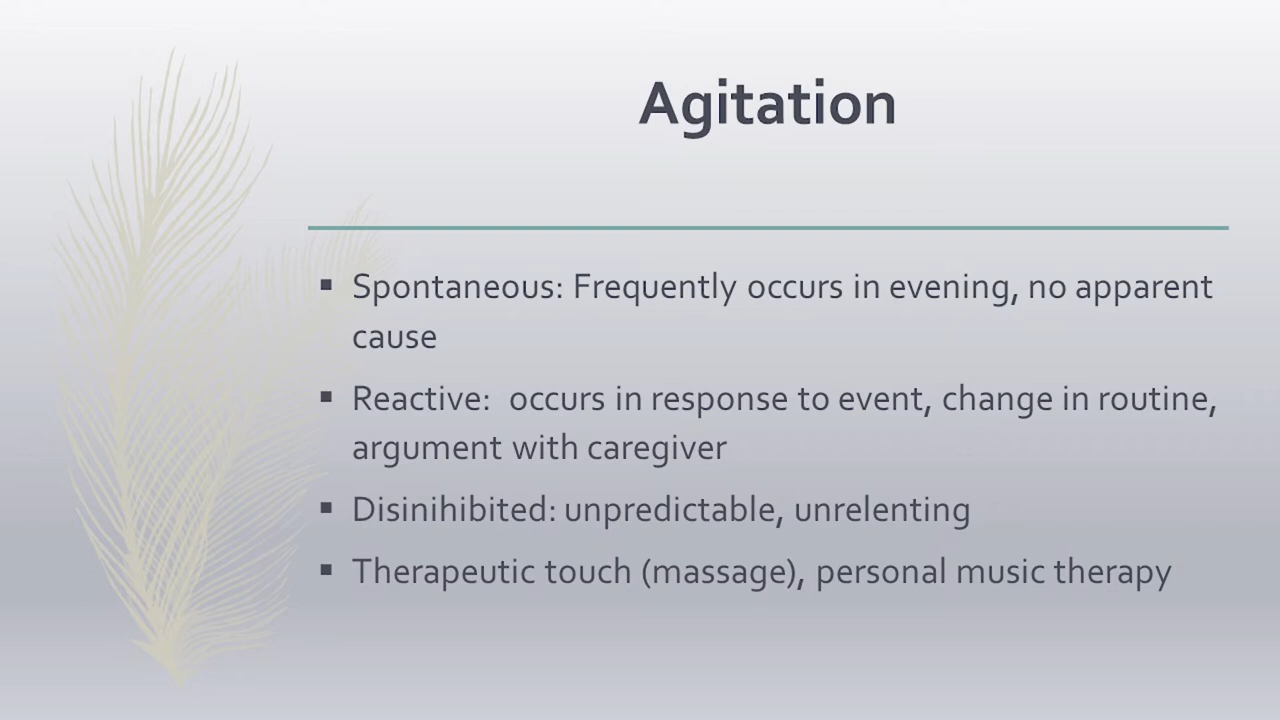 Agitation
▪ Spontaneous: Frequently occurs in evening, no apparent
cause
▪ Reactive:  occurs in response to event, change in routine,
argument with caregiver
▪ Disinihibited: unpredictable, unrelenting
▪ Therapeutic touch (massage), personal music therapy